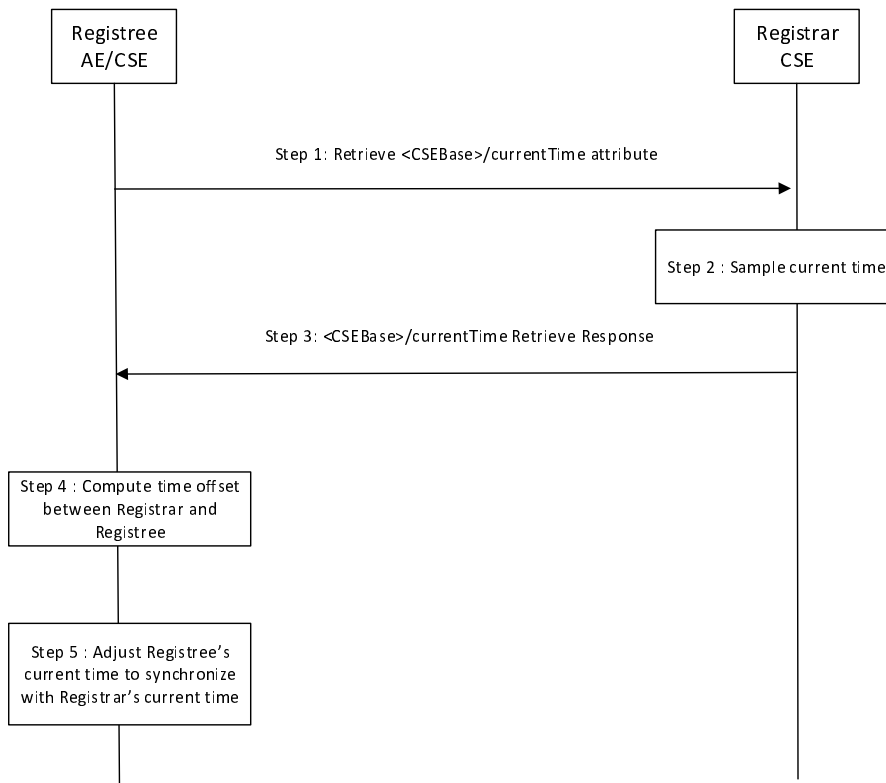 Registree
AE/CSE
Registrar
CSE
Step 1: Retrieve <CSEBase>/currentTime attribute
Step 2 : Sample current time
Step 3: <CSEBase>/currentTime Retrieve Response
Step 4 : Compute time offset
between Registrar and
Registree
Step 5 : Adjust Registree’s
current time to synchronize
with Registrar’s current time